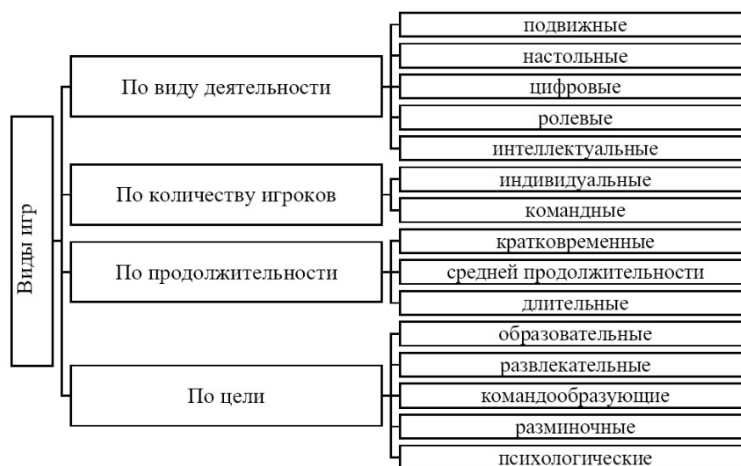 Виды игр
По виду деятельности
подвижные
настольные
цифровые
ролевые
интеллектуальные
По количеству игроков
индивидуальные
командные
По продолжительности
кратковременные
средней продолжительности
длительные
По цели
образовательные
развлекательные
командообразующие
разминочные
психологические